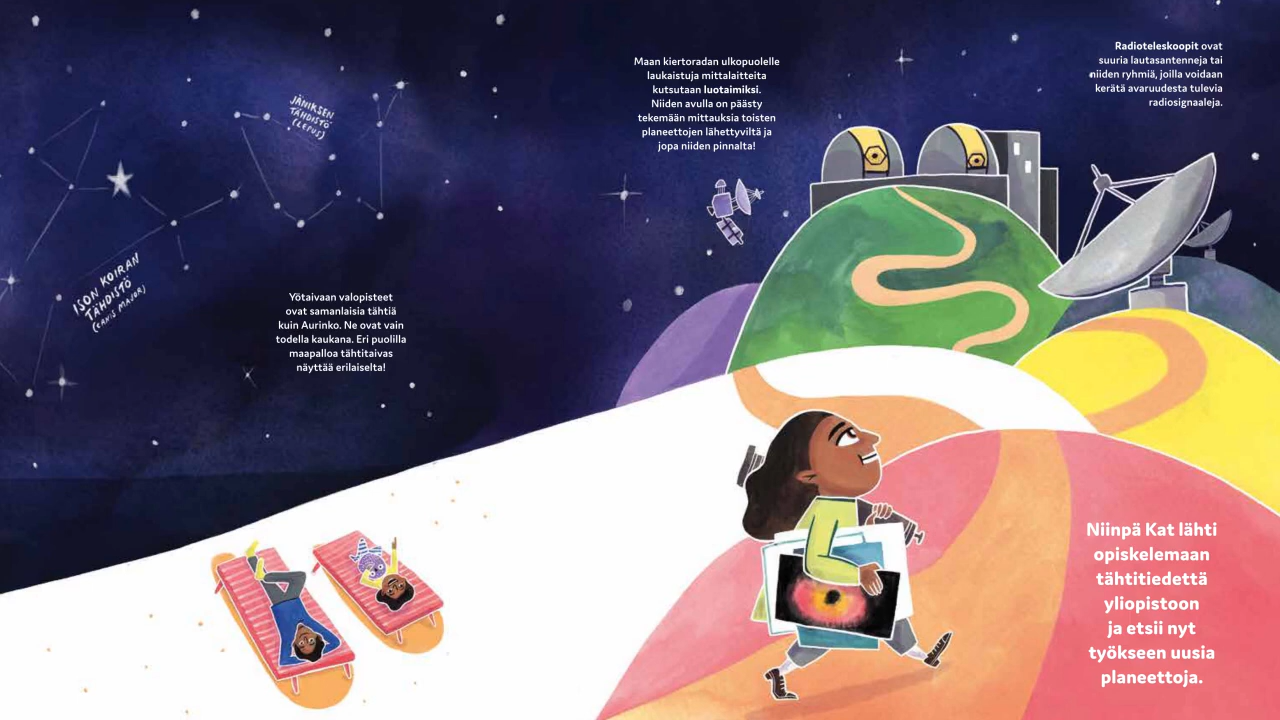 JÄNIKSEN
TÄHDISTÖ
(LEPUS)
ISON KOIRAN
TÄHDISTÖ
(CANIS MAJOR)
Yötaivaan valopisteet
ovat samanlaisia tähtiä
kuin Aurinko. Ne ovat vain
todella kaukana. Eri puolilla
maapalloa tähtitaivas
näyttää erilaiselta!
Maan kiertoradan ulkopuolelle
laukaistuja mittalaitteita
kutsutaan luotaimiksi.
Niiden avulla on päästy
tekemään mittauksia toisten
planeettojen lähettyviltä ja
jopa niiden pinnalta!
Radioteleskoopit ovat
suuria lautasantenneja tai
niiden ryhmiä, joilla voidaan
kerätä avaruudesta tulevia
radiosignaaleja.
Niinpä Kat lähti
opiskelemaan
tähtitiedettä
yliopistoon
ja etsii nyt
työkseen uusia
planeettoja.